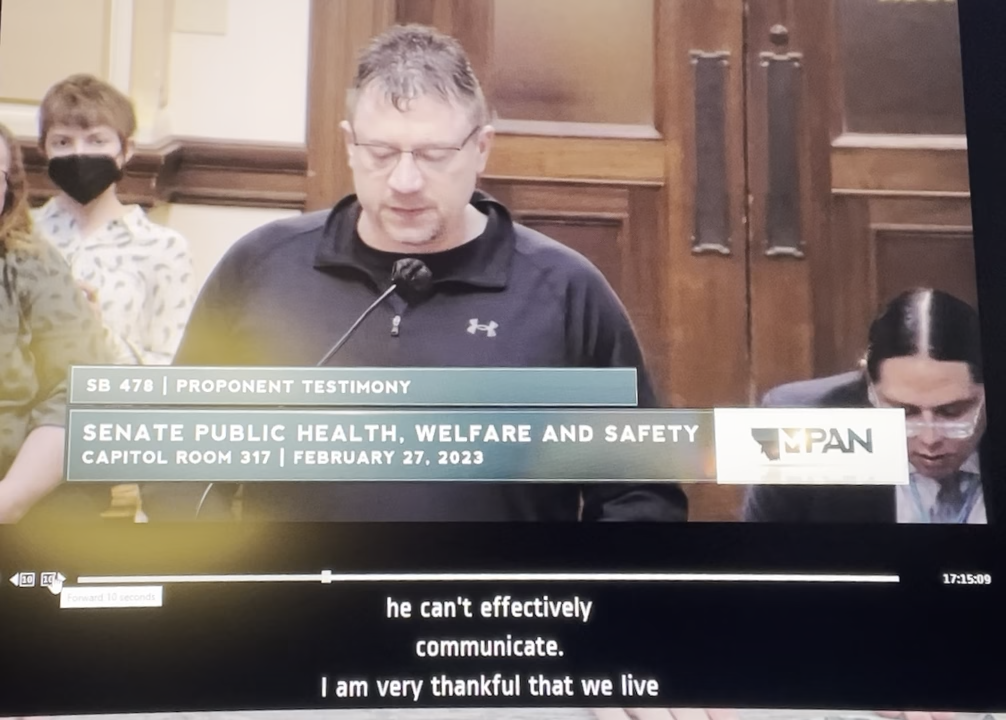 SB 478 | PROPONENT TESTIMONY
SENATE PUBLIC HEALTH, WELFARE AND SAFETY
CAPITOL ROOM 317 | FEBRUARY 27, 2023
MPAN
10 10
17:15:09
Forward 10 seconds
he can't effectively
communicate.
I am very thankful that we live